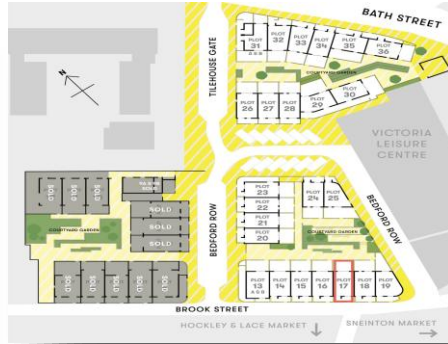 BATH STREET
TILEHOUSE GATE
PLOT 31
PLOT 32
PLOT 33
PLOT 34
PLOT 35
PLOT 36
COURTYARD GARDEN
PLOT 26
PLOT 27
PLOT 28
PLOT 29
PLOT 30
N
VICTORIA
LEISURE
CENTRE
SOLD
SOLD
SOLD
SOLD
SOLD
SOLD
COURTYARD GARDEN
SOLD
SOLD
SOLD
SOLD
SOLD
BEDFORD ROW
PLOT 23
PLOT 22
PLOT 21
PLOT 20
PLOT 24
PLOT 25
COURTYARD GARDEN
BEDFORD ROW
PLOT 13
PLOT 14
PLOT 15
PLOT 16
PLOT 17
PLOT 18
PLOT 19
BROOK STREET
HOCKLEY & LACE MARKET ↓
SNEINTON MARKET →